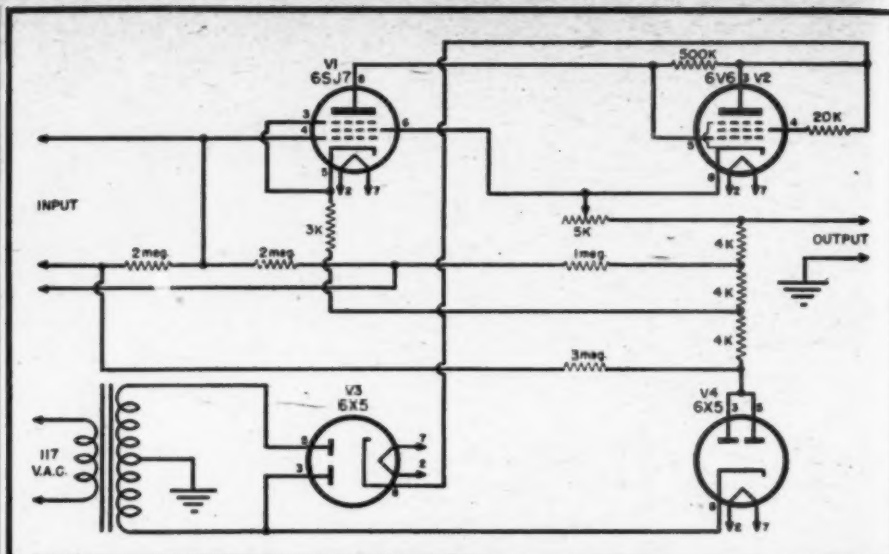 V1
6SJ7
8
3
4
6
5
2
7
500K
6V6 3 V2
5
4
20K
8
2
7
INPUT
3K
5K
4K
OUTPUT
2meg.
2meg.
1meg.
4K
4K
3meg.
V3
6X5
5
3
7
2
8
V4
6X5
3
5
8
2
7
117
V.A.C.